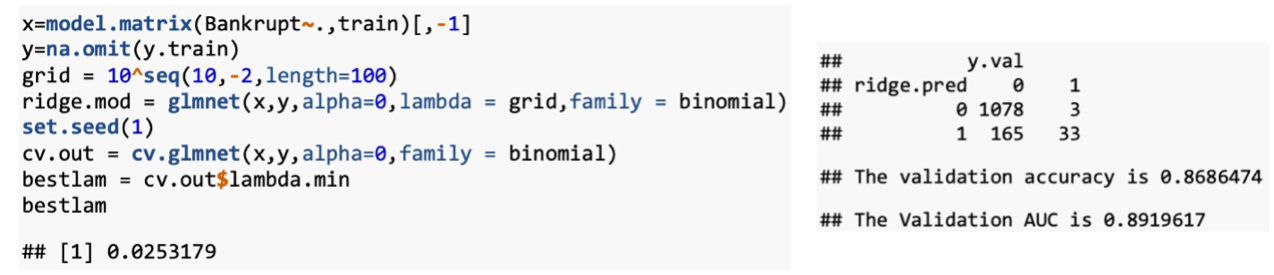 x=model.matrix(Bankrupt~.,train)[,-1]
y=na.omit(y.train)
grid = 10^seq(10,-2,length=100)
ridge.mod = glmnet(x,y,alpha=0,lambda = grid,family = binomial)
set.seed(1)
cv.out = cv.glmnet(x,y,alpha=0,family = binomial)
bestlam = cv.out$lambda.min
bestlam
## [1] 0.0253179
## y.val
## ridge.pred 0 1
## 0 1078 3
## 1 165 33
## The validation accuracy is 0.8686474
## The Validation AUC is 0.8919617